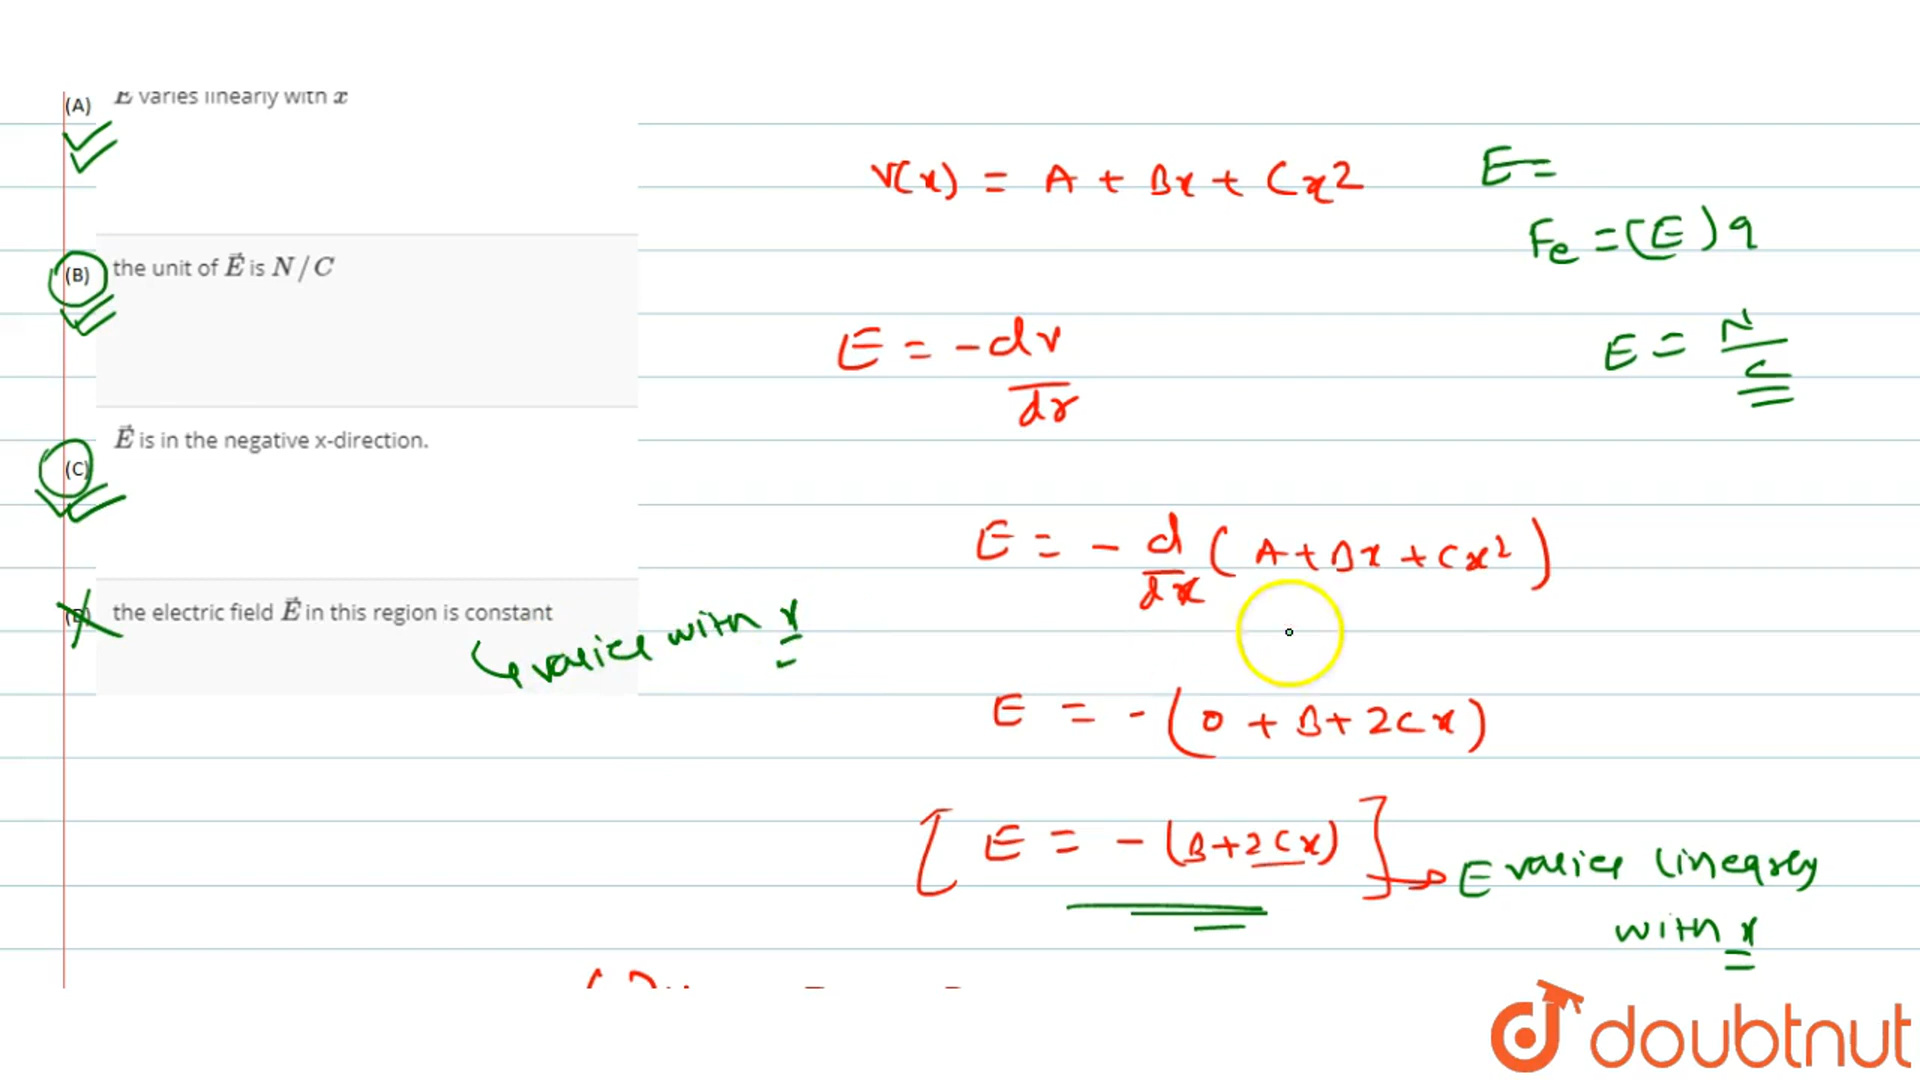 (A) E varies linearly with x
(B) the unit of E⃗ is N/C
(C) E⃗ is in the negative x-direction.
the electric field E⃗ in this region is constant
↳ varies with x
V(x) = A + Bx + Cx²
E =
Fe = (E) q
E = -dv/dr
E = N/C
E = - d/dx (A + Bx + Cx²)
E = - (0 + B + 2Cx)
[E = - (B + 2Cx)] → E varies linearly
with x
doubtnut